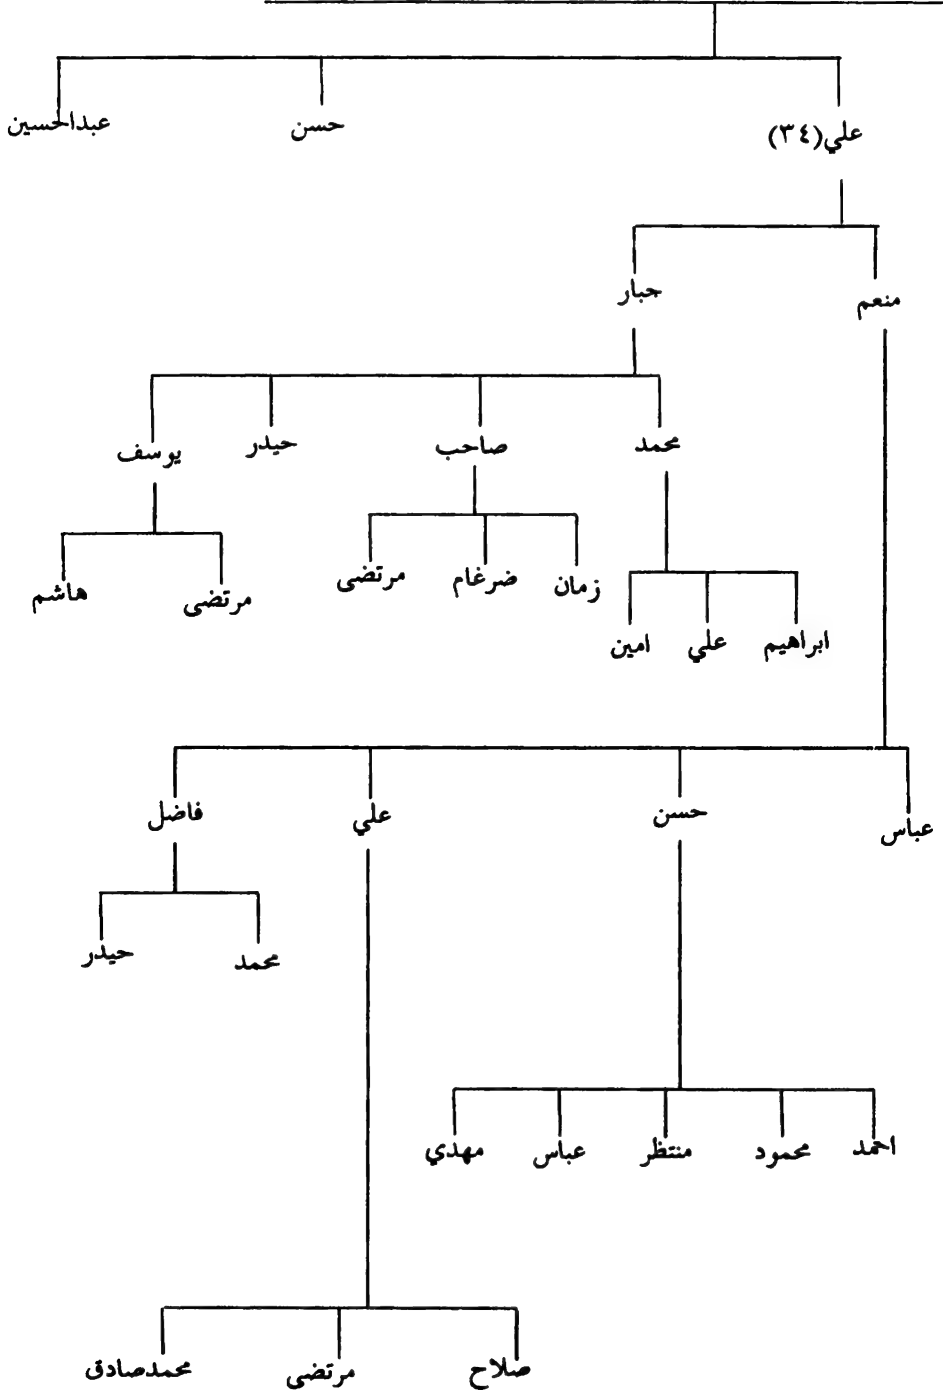 علي(٣٤) حسن عبدالحسين
منعم جبار
محمد صاحب حيدر يوسف
زمان ضرغام مرتضى مرتضى هاشم
ابراهيم علي امين
عباس حسن علي فاضل
محمد حيدر
احمد محمود منتظر عباس مهدي
صلاح مرتضى محمدصادق